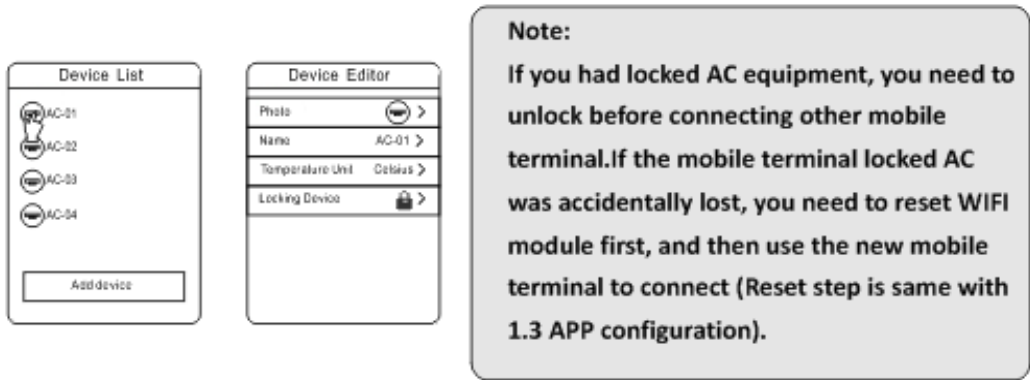 Device List
AC-01
AC-02
AC-03
AC-04
Add device
Device Editor
Photo
Name AC-01 >
Temperature Unit Celsius >
Locking Device
Note:
If you had locked AC equipment, you need to
unlock before connecting other mobile
terminal.If the mobile terminal locked AC
was accidentally lost, you need to reset WIFI
module first, and then use the new mobile
terminal to connect (Reset step is same with
1.3 APP configuration).